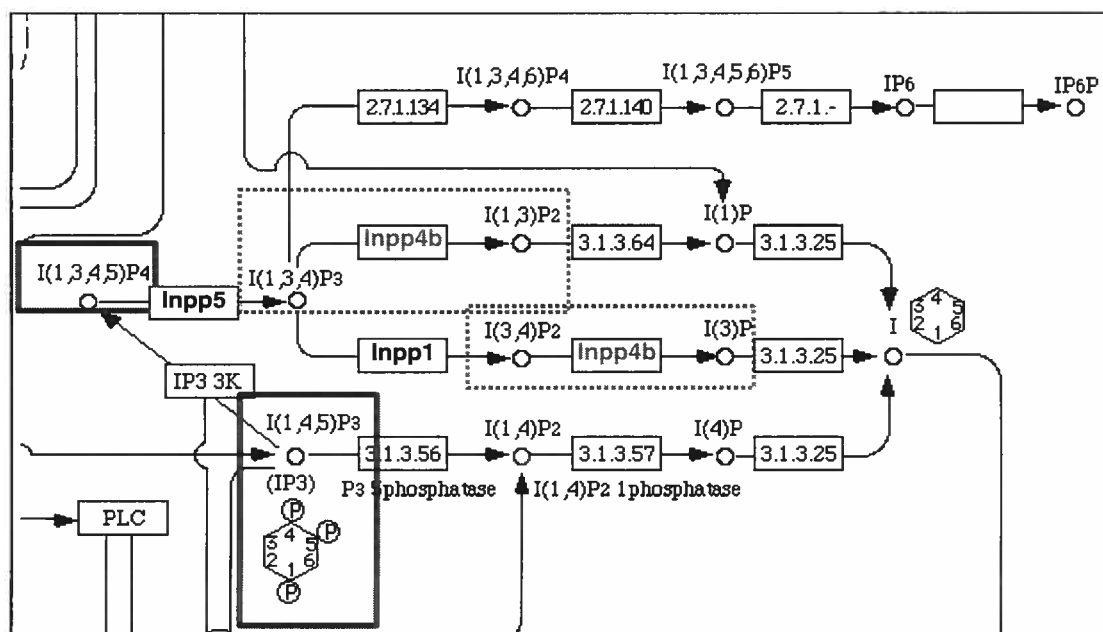 I(1,3,4,6)P4
I(1,3,4,5,6)P5
IP6
IP6P
2.7.1.134
2.7.1.140
2.7.1.-
I(1,3)P2
I(1)P
Inpp4b
3.1.3.64
3.1.3.25
I(1,3,4,5)P4
I(1,3,4)P3
Inpp5
I(3,4)P2
I(3)P
I
3
4
5
2
1
6
Inpp1
Inpp4b
3.1.3.25
IP3 3K
I(1,4,5)P3
I(1,4)P2
I(4)P
3.1.3.56
3.1.3.57
3.1.3.25
(IP3)
P3 5phosphatase
I(1,4)P2 1phosphatase
PLC
P
4
P
3
5
2
6
1
P